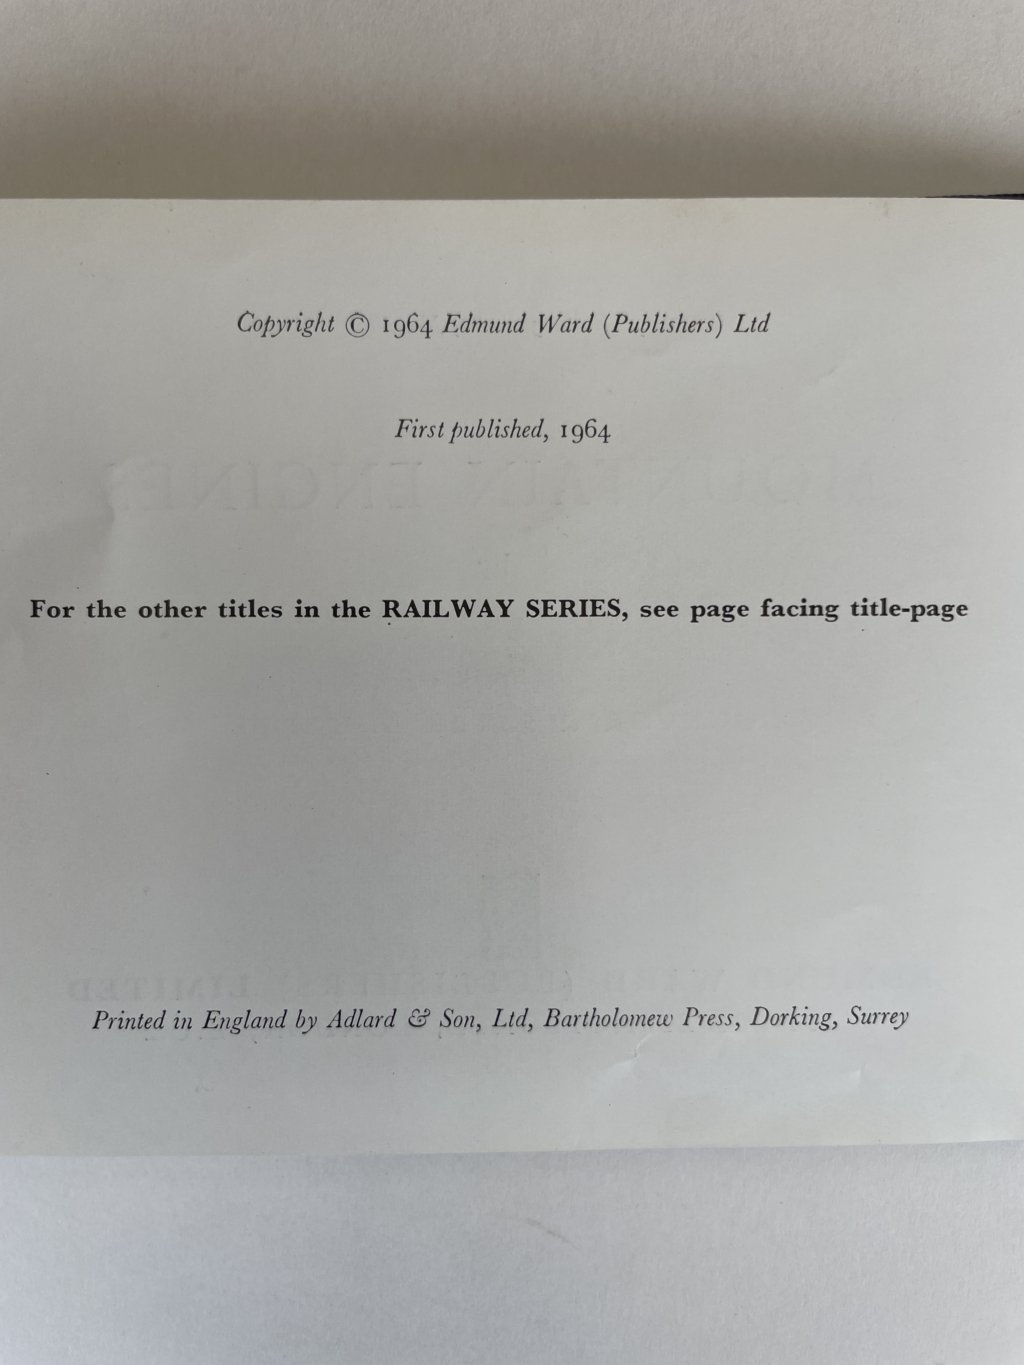 Copyright © 1964 Edmund Ward (Publishers) Ltd
First published, 1964
For the other titles in the RAILWAY SERIES, see page facing title-page
Printed in England by Adlard & Son, Ltd, Bartholomew Press, Dorking, Surrey